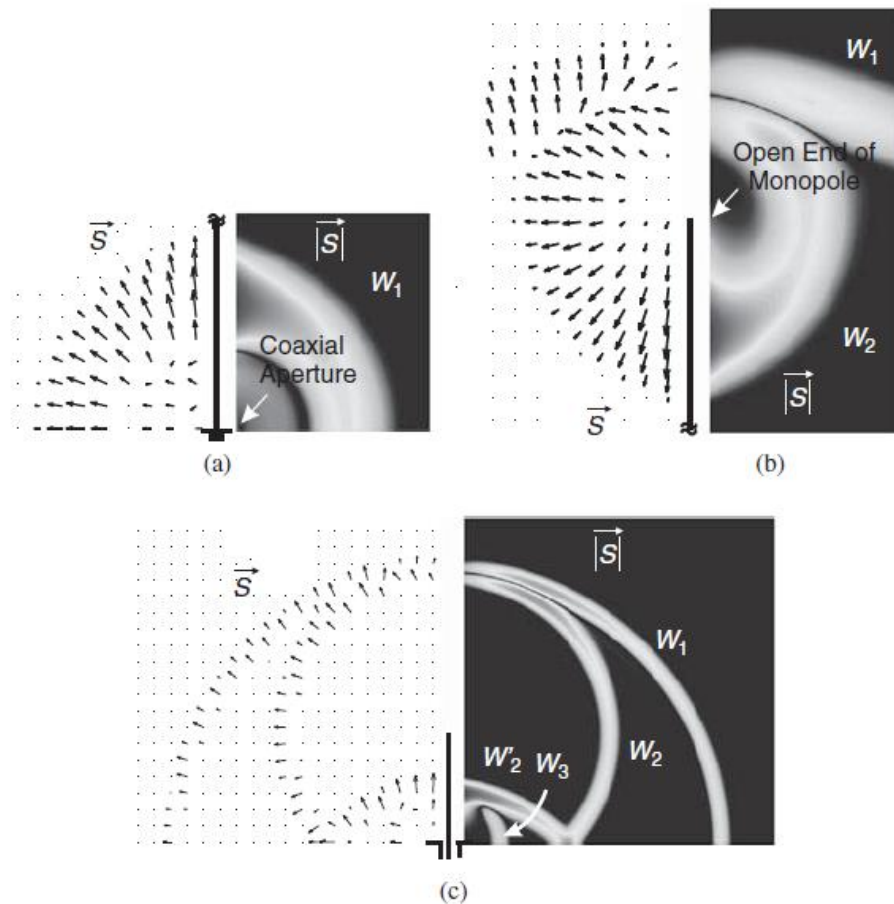 S
|S|
W1
Coaxial
Aperture
(a)
W1
Open End of
Monopole
W2
|S|
S
(b)
|S|
S
W1
W2
W'2 W3
(c)